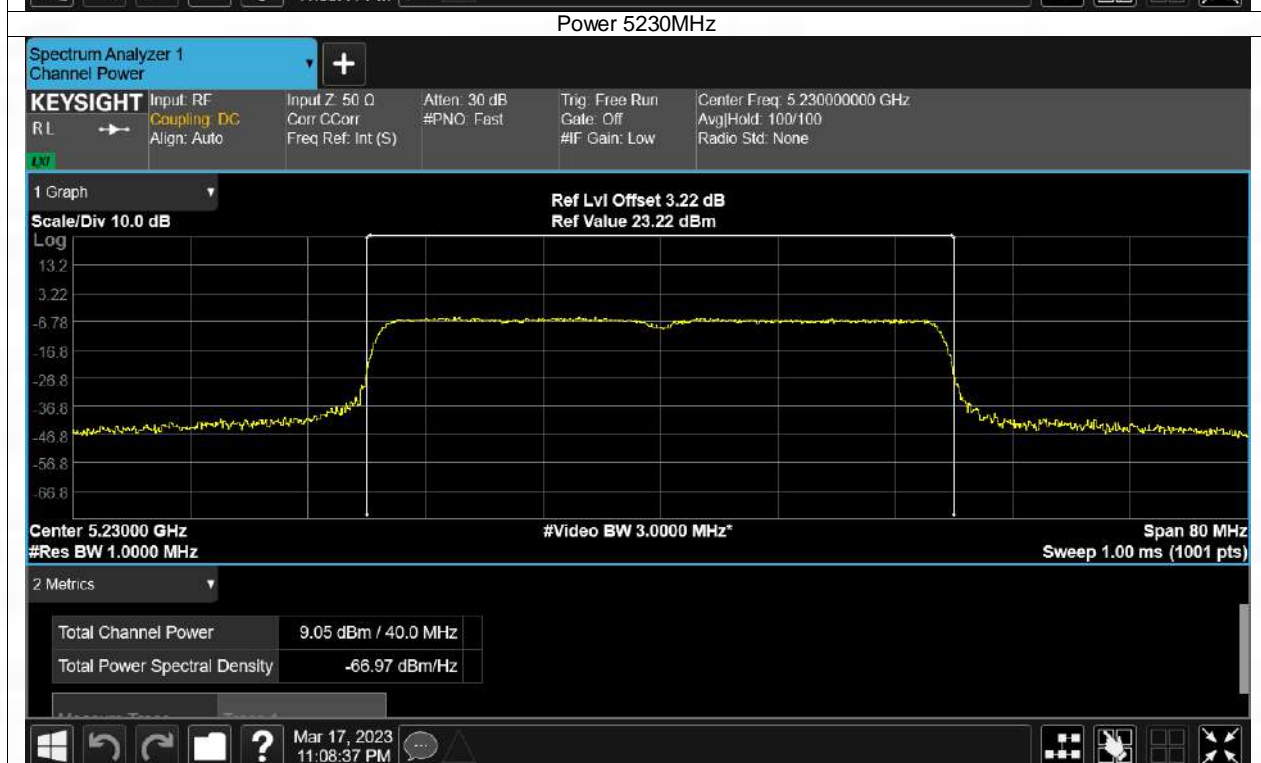 Power 5230MHz
Spectrum Analyzer 1
Channel Power
+
KEYSIGHT
RL
LXI
Input: RF
Coupling: DC
Align: Auto
Input Z: 50 Ω
Corr CCorr
Freq Ref: Int (S)
Atten: 30 dB
#PNO: Fast
Trig: Free Run
Gate: Off
#IF Gain: Low
Center Freq: 5.230000000 GHz
Avg|Hold: 100/100
Radio Std: None
1 Graph
Ref Lvl Offset 3.22 dB
Scale/Div 10.0 dB
Ref Value 23.22 dBm
Log
13.2
3.22
-6.78
-16.8
-26.8
-36.8
-46.8
-56.8
-66.8
Center 5.23000 GHz
#Video BW 3.0000 MHz*
Span 80 MHz
#Res BW 1.0000 MHz
Sweep 1.00 ms (1001 pts)
2 Metrics
Total Channel Power 9.05 dBm / 40.0 MHz
Total Power Spectral Density -66.97 dBm/Hz
?
Mar 17, 2023
11:08:37 PM